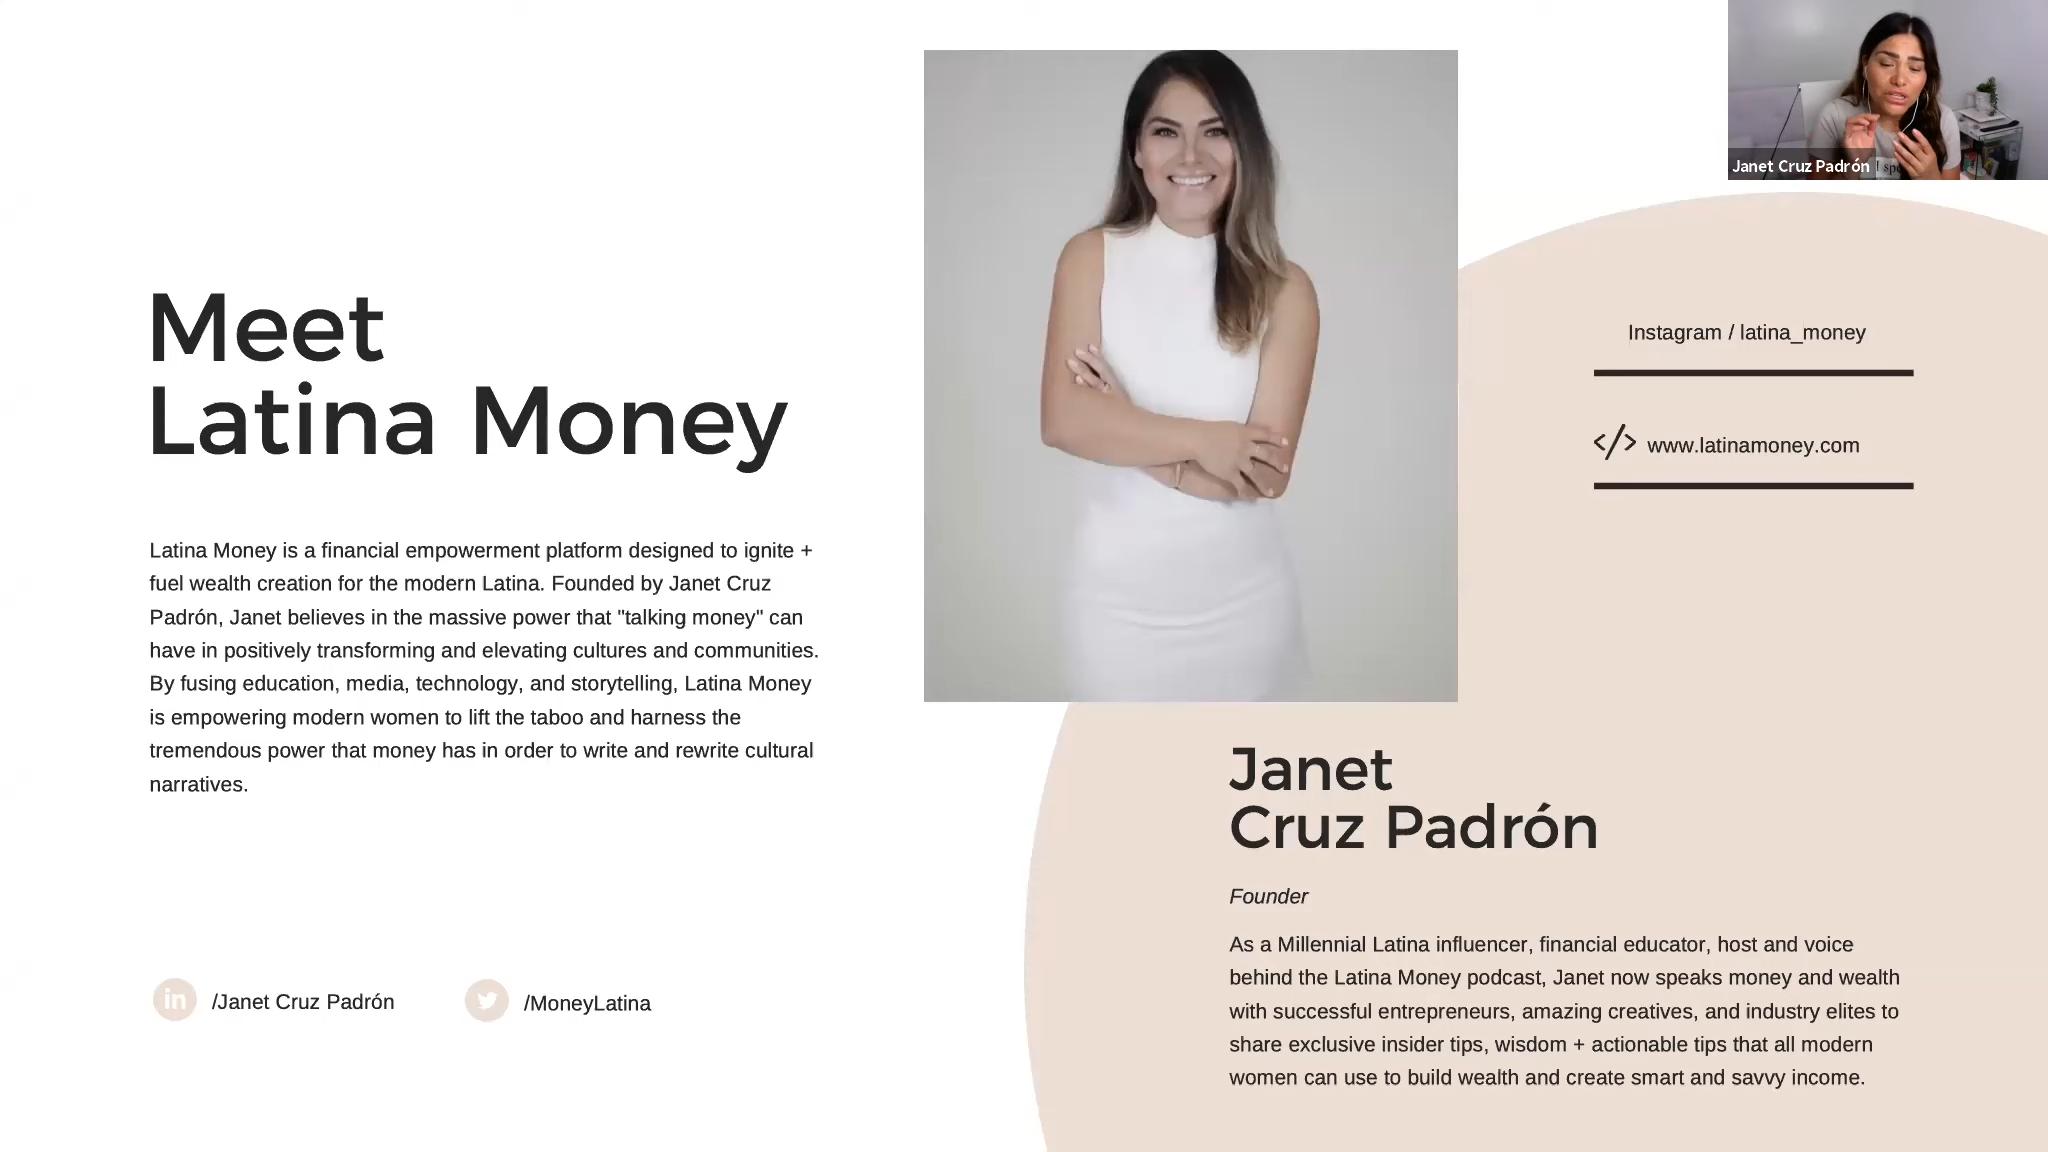 Meet
Latina Money
Latina Money is a financial empowerment platform designed to ignite +
fuel wealth creation for the modern Latina. Founded by Janet Cruz
Padrón, Janet believes in the massive power that "talking money" can
have in positively transforming and elevating cultures and communities.
By fusing education, media, technology, and storytelling, Latina Money
is empowering modern women to lift the taboo and harness the
tremendous power that money has in order to write and rewrite cultural
narratives.
/Janet Cruz Padrón
/MoneyLatina
Janet Cruz Padrón
Instagram / latina_money
</> www.latinamoney.com
Janet
Cruz Padrón
Founder
As a Millennial Latina influencer, financial educator, host and voice
behind the Latina Money podcast, Janet now speaks money and wealth
with successful entrepreneurs, amazing creatives, and industry elites to
share exclusive insider tips, wisdom + actionable tips that all modern
women can use to build wealth and create smart and savvy income.